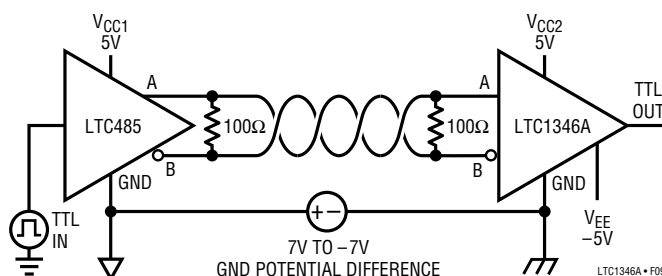 VCC1
5V
VCC2
5V
A
A
TTL
OUT
LTC485
100Ω
100Ω
LTC1346A
B
B
GND
GND
TTL
IN
+ −
VEE
−5V
7V TO −7V
GND POTENTIAL DIFFERENCE
LTC1346A • F09